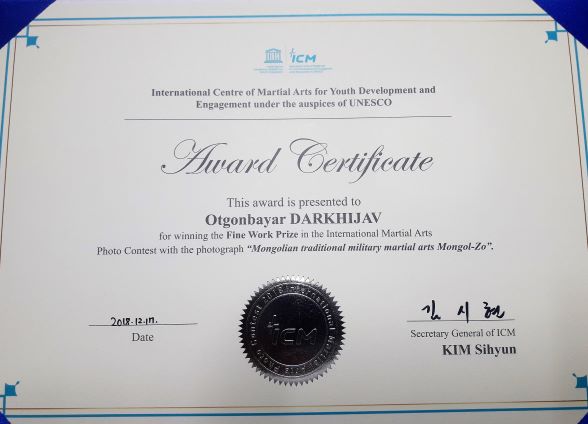 ICM
International Centre of Martial Arts for Youth Development and
Engagement under the auspices of UNESCO
Award Certificate
This award is presented to
Otgonbayar DARKHIJAV
for winning the Fine Work Prize in the International Martial Arts
Photo Contest with the photograph “Mongolian traditional military martial arts Mongol-Zo”.
2018.12.17.
Date
ICM
김시현
Secretary General of ICM
KIM Sihyun